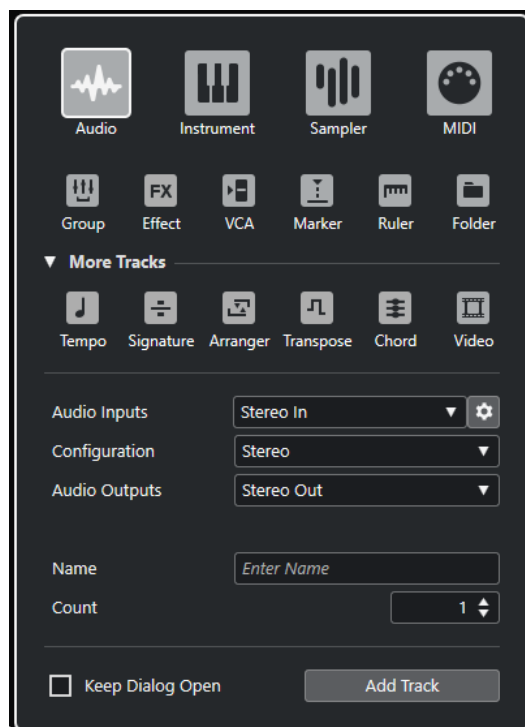 Audio Instrument Sampler MIDI
FX
Group Effect VCA Marker Ruler Folder
More Tracks
Tempo Signature Arranger Transpose Chord Video
Audio Inputs Stereo In
Configuration Stereo
Audio Outputs Stereo Out
Name Enter Name
Count 1
Keep Dialog Open Add Track